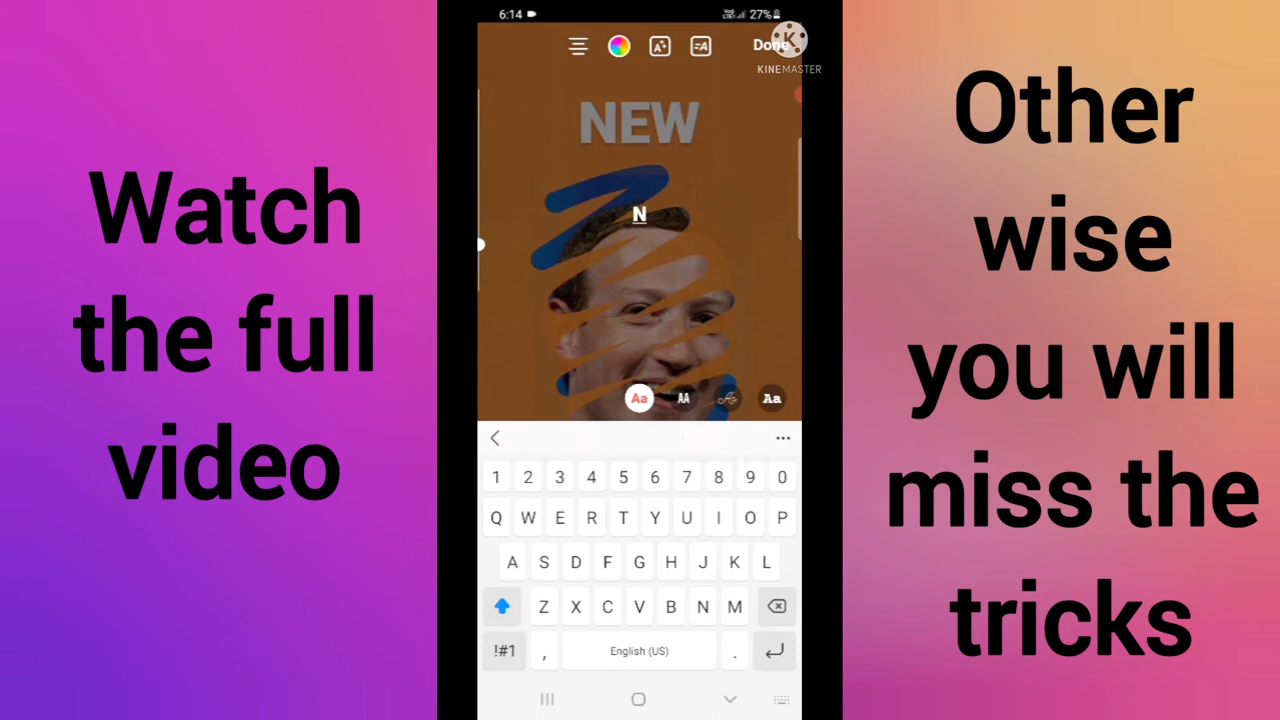 Watch
the full
video
6:14
27%
Done
KINEMASTER
NEW
N
Aa AA Aa
1 2 3 4 5 6 7 8 9 0
Q W E R T Y U I O P
A S D F G H J K L
Z X C V B N M
!#1 , English (US) .
Other
wise
you will
miss the
tricks